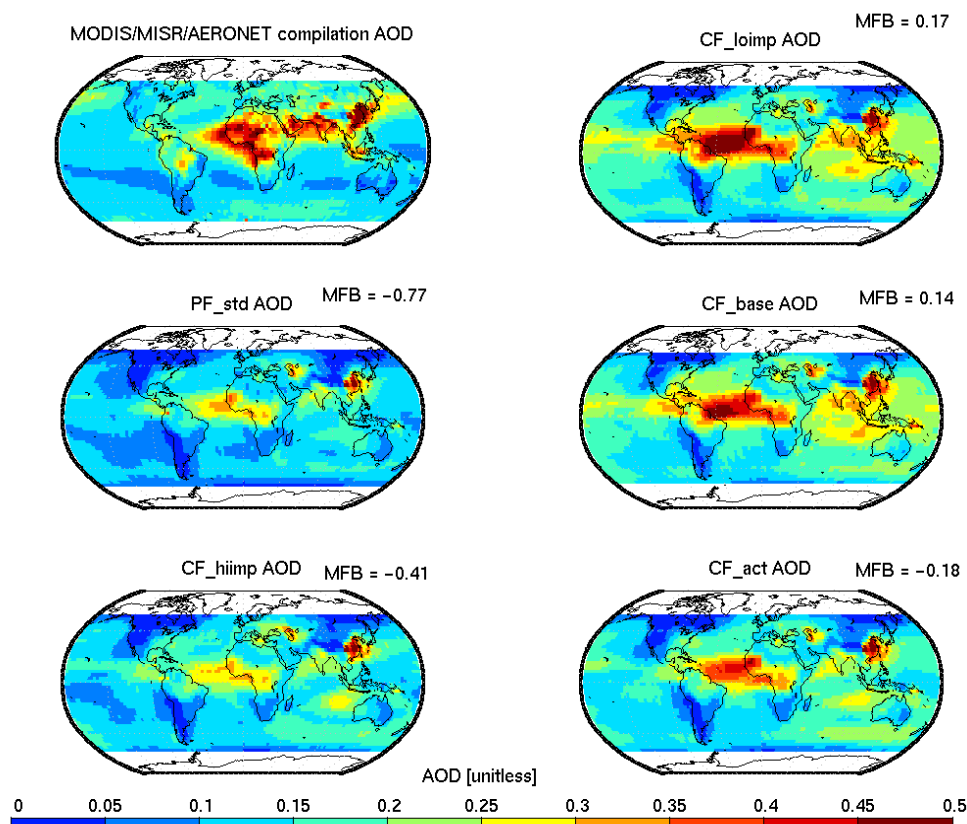 MODIS/MISR/AERONET compilation AOD
MFB = 0.17
CF_loimp AOD
PF_std AOD
MFB = −0.77
CF_base AOD
MFB = 0.14
CF_hiimp AOD
MFB = −0.41
CF_act AOD
MFB = −0.18
AOD [unitless]
0 0.05 0.1 0.15 0.2 0.25 0.3 0.35 0.4 0.45 0.5